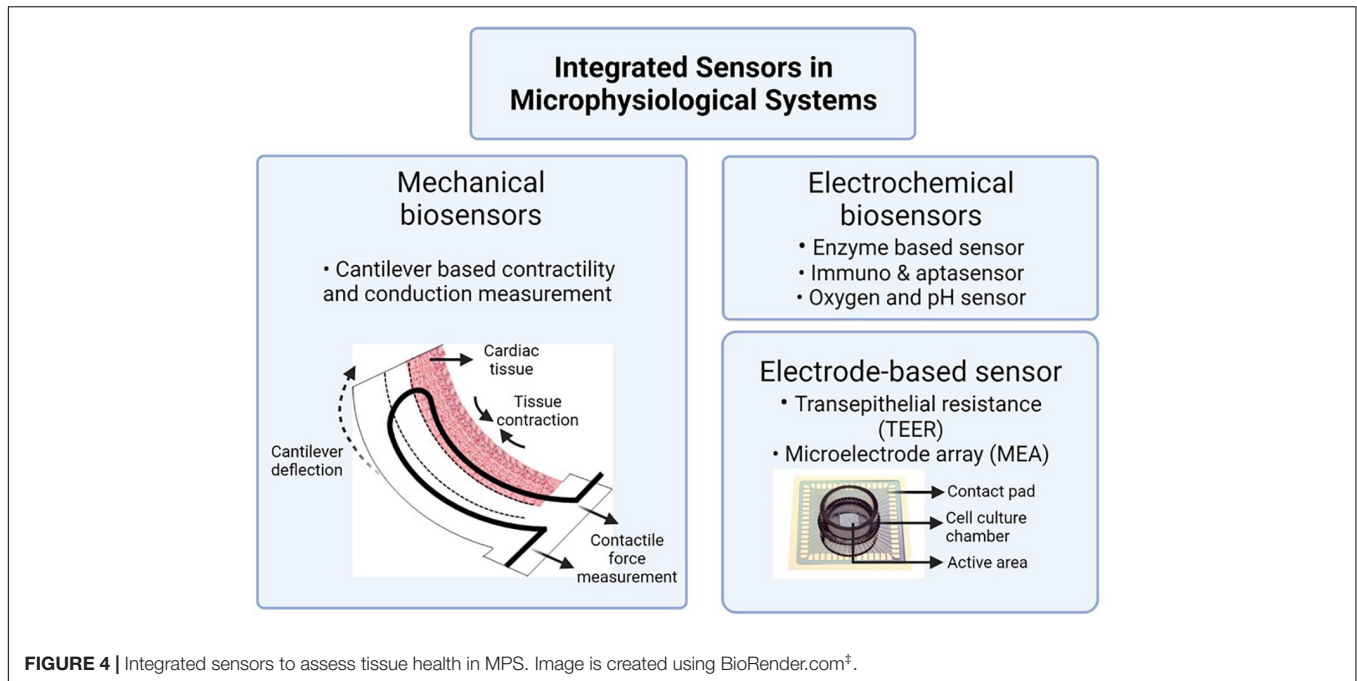 Integrated Sensors in
Microphysiological Systems
Mechanical
biosensors
• Cantilever based contractility
and conduction measurement
Cardiac
tissue
Tissue
contraction
Cantilever
deflection
Contactile
force
measurement
Electrochemical
biosensors
• Enzyme based sensor
• Immuno & aptasensor
• Oxygen and pH sensor
Electrode-based sensor
• Transepithelial resistance
(TEER)
• Microelectrode array (MEA)
Contact pad
Cell culture
chamber
Active area
FIGURE 4 | Integrated sensors to assess tissue health in MPS. Image is created using BioRender.com‡.